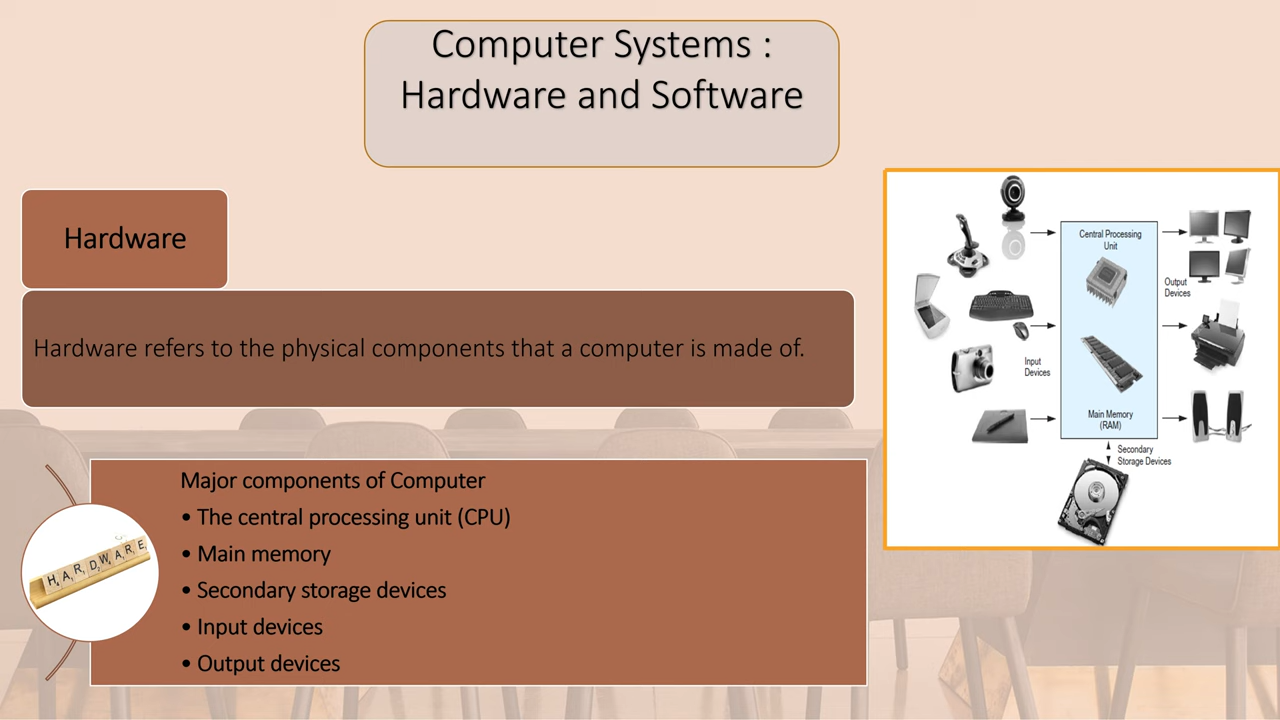 Computer Systems :
Hardware and Software
Hardware
Hardware refers to the physical components that a computer is made of.
Major components of Computer
• The central processing unit (CPU)
• Main memory
• Secondary storage devices
• Input devices
• Output devices
HARDWARE
Central Processing
Unit
Output
Devices
Input
Devices
Main Memory
(RAM)
Secondary
Storage Devices